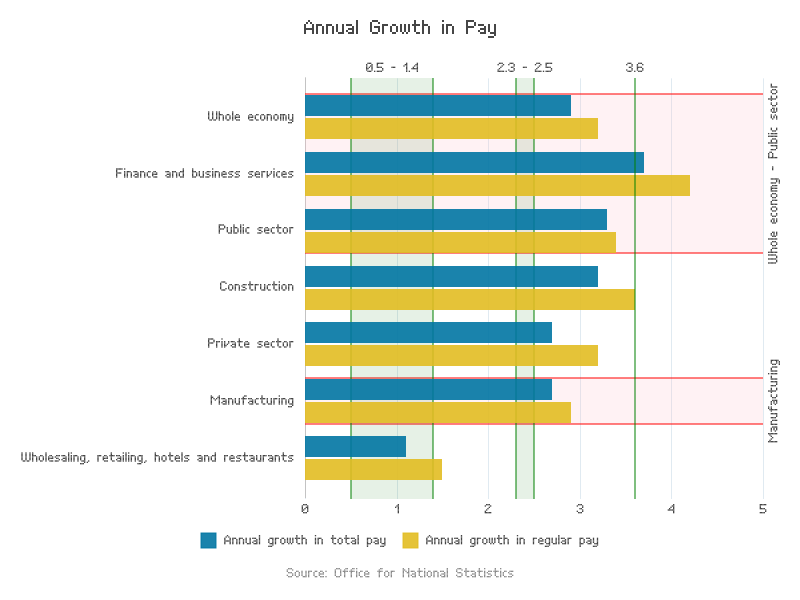 Annual Growth in Pay
0.5 - 1.4
2.3 - 2.5
3.6
Whole economy
Finance and business services
Public sector
Construction
Private sector
Manufacturing
Wholesaling, retailing, hotels and restaurants
Whole economy - Public sector
Manufacturing
0 1 2 3 4 5
Annual growth in total pay
Annual growth in regular pay
Source: Office for National Statistics